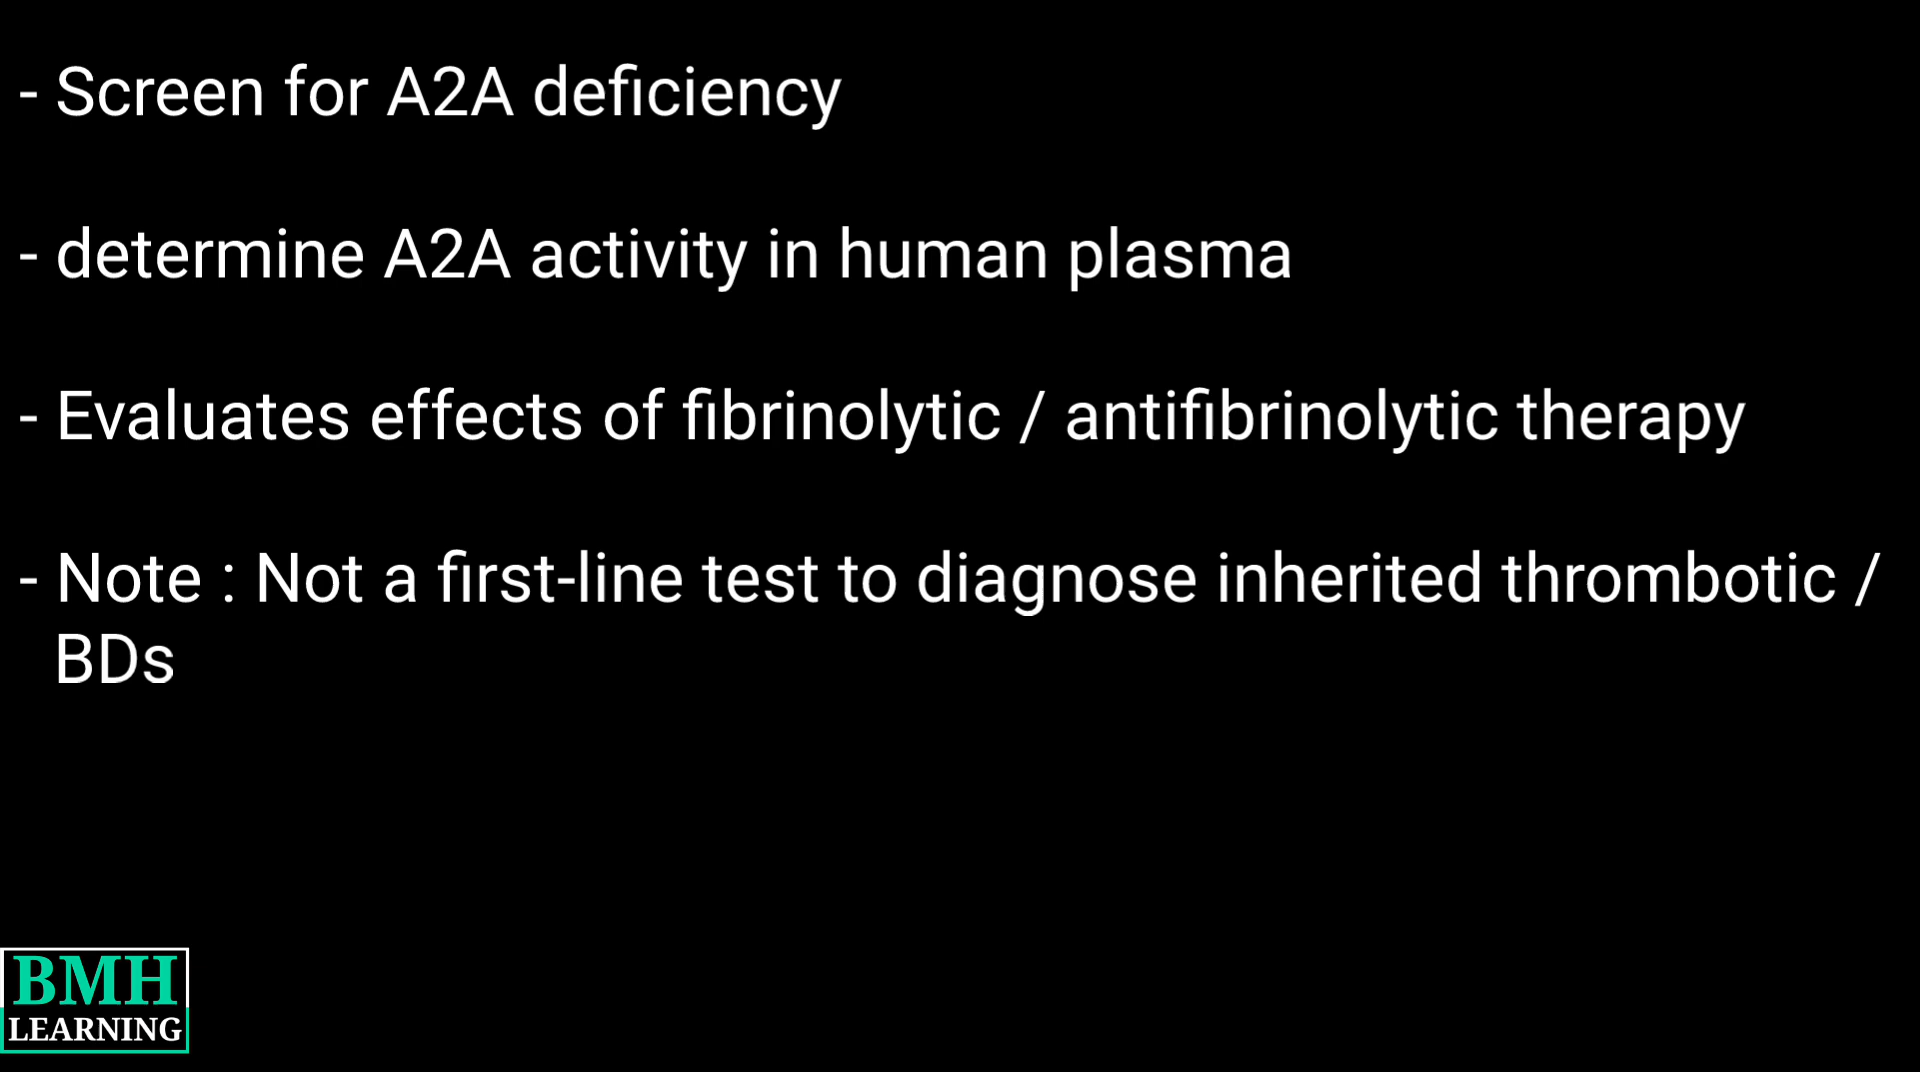 - Screen for A2A deficiency
- determine A2A activity in human plasma
- Evaluates effects of fibrinolytic / antifibrinolytic therapy
- Note : Not a first-line test to diagnose inherited thrombotic /
BDs
BMH
LEARNING